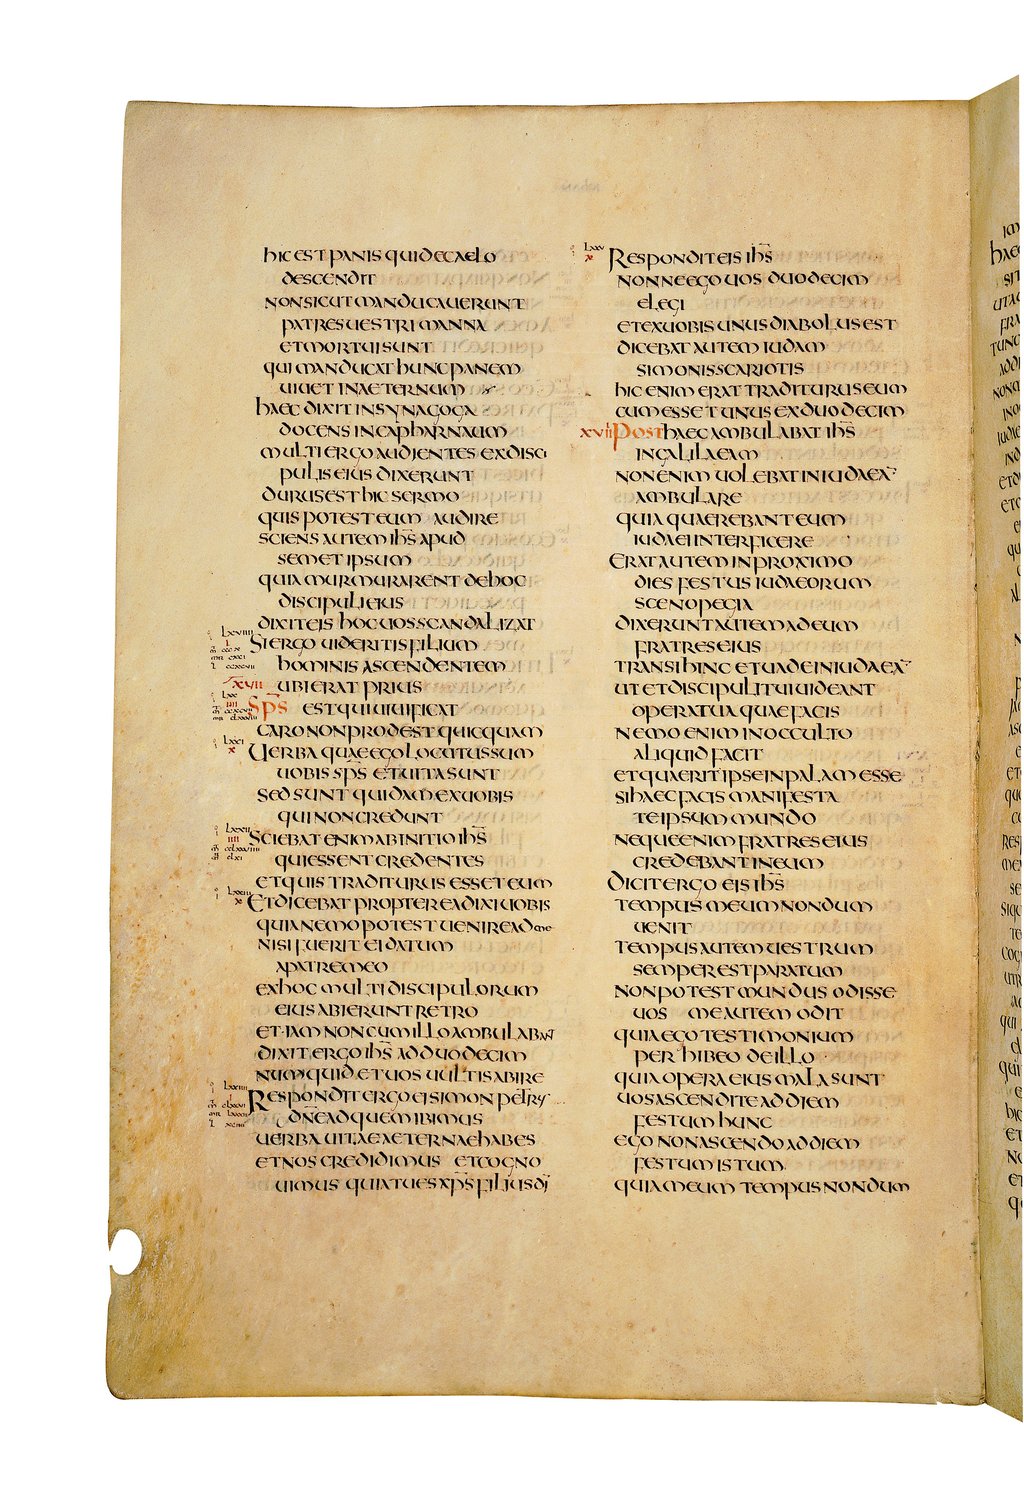 hic est panis qui de caelo
descendit
non sicut manducauerunt
patres uestri manna
et mortui sunt
qui manducat hunc panem
uiuet in aeternum
haec dixit in synagoga
docens in capharnaum
multi ergo audientes ex disci
pulis eius dixerunt
durus est hic sermo
quis potest eum audire
sciens autem ihs apud
semet ipsum
quia murmurarent de hoc
discipuli eius
dixit eis hoc uos scandalizat
lxviiii
Si ergo uideritis filium
hominis ascendentem
xvii ubi erat prius
lxx
sps est qui uiuificat
caro non prodest quicquam
lxxi
x
Uerba quae ego locutus sum
uobis sps et uita sunt
sed sunt quidam ex uobis
qui non credunt
lxxii
iiii
Sciebat enim ab initio ihs
qui essent credentes
et quis traditurus esset eum
lxxiii
x
Et dicebat propterea dixi uobis
quia nemo potest uenire ad me
nisi fuerit ei datum
a patre meo
ex hoc multi discipulorum
eius abierunt retro
et iam non cum illo ambulabant
dixit ergo ihs ad duodecim
numquid et uos uultis abire
lxxiiii
i
Respondit ergo ei simon petrus
dne ad quem ibimus
uerba uitae aeternae habes
et nos credidimus et cogno
uimus quia tu es xps filius di
lxxv
x
Respondit eis ihs
nonne ego uos duodecim
elegi
et ex uobis unus diabolus est
dicebat autem iudam
simonis scariotis
hic enim erat traditurus eum
cum esset unus ex duodecim
xviii Post haec ambulabat ihs
in galilaeam
non enim uolebat in iudaea
ambulare
quia quaerebant eum
iudaei interficere
Erat autem in proximo
dies festus iudaeorum
scenopegia
dixerunt autem ad eum
fratres eius
transi hinc et uade in iudaea
ut et discipuli tui uideant
opera tua quae facis
nemo enim in occulto
aliquid facit
et quaerit ipse in palam esse
si haec facis manifesta
te ipsum mundo
neque enim fratres eius
credebant in eum
Dicit ergo eis ihs
tempus meum nondum
uenit
tempus autem uestrum
semper est paratum
non potest mundus odisse
uos me autem odit
quia ego testimonium
per hibeo de illo
quia opera eius mala sunt
uos ascendite ad diem
festum hunc
ego non ascendo ad diem
festum istum
quia meum tempus nondum